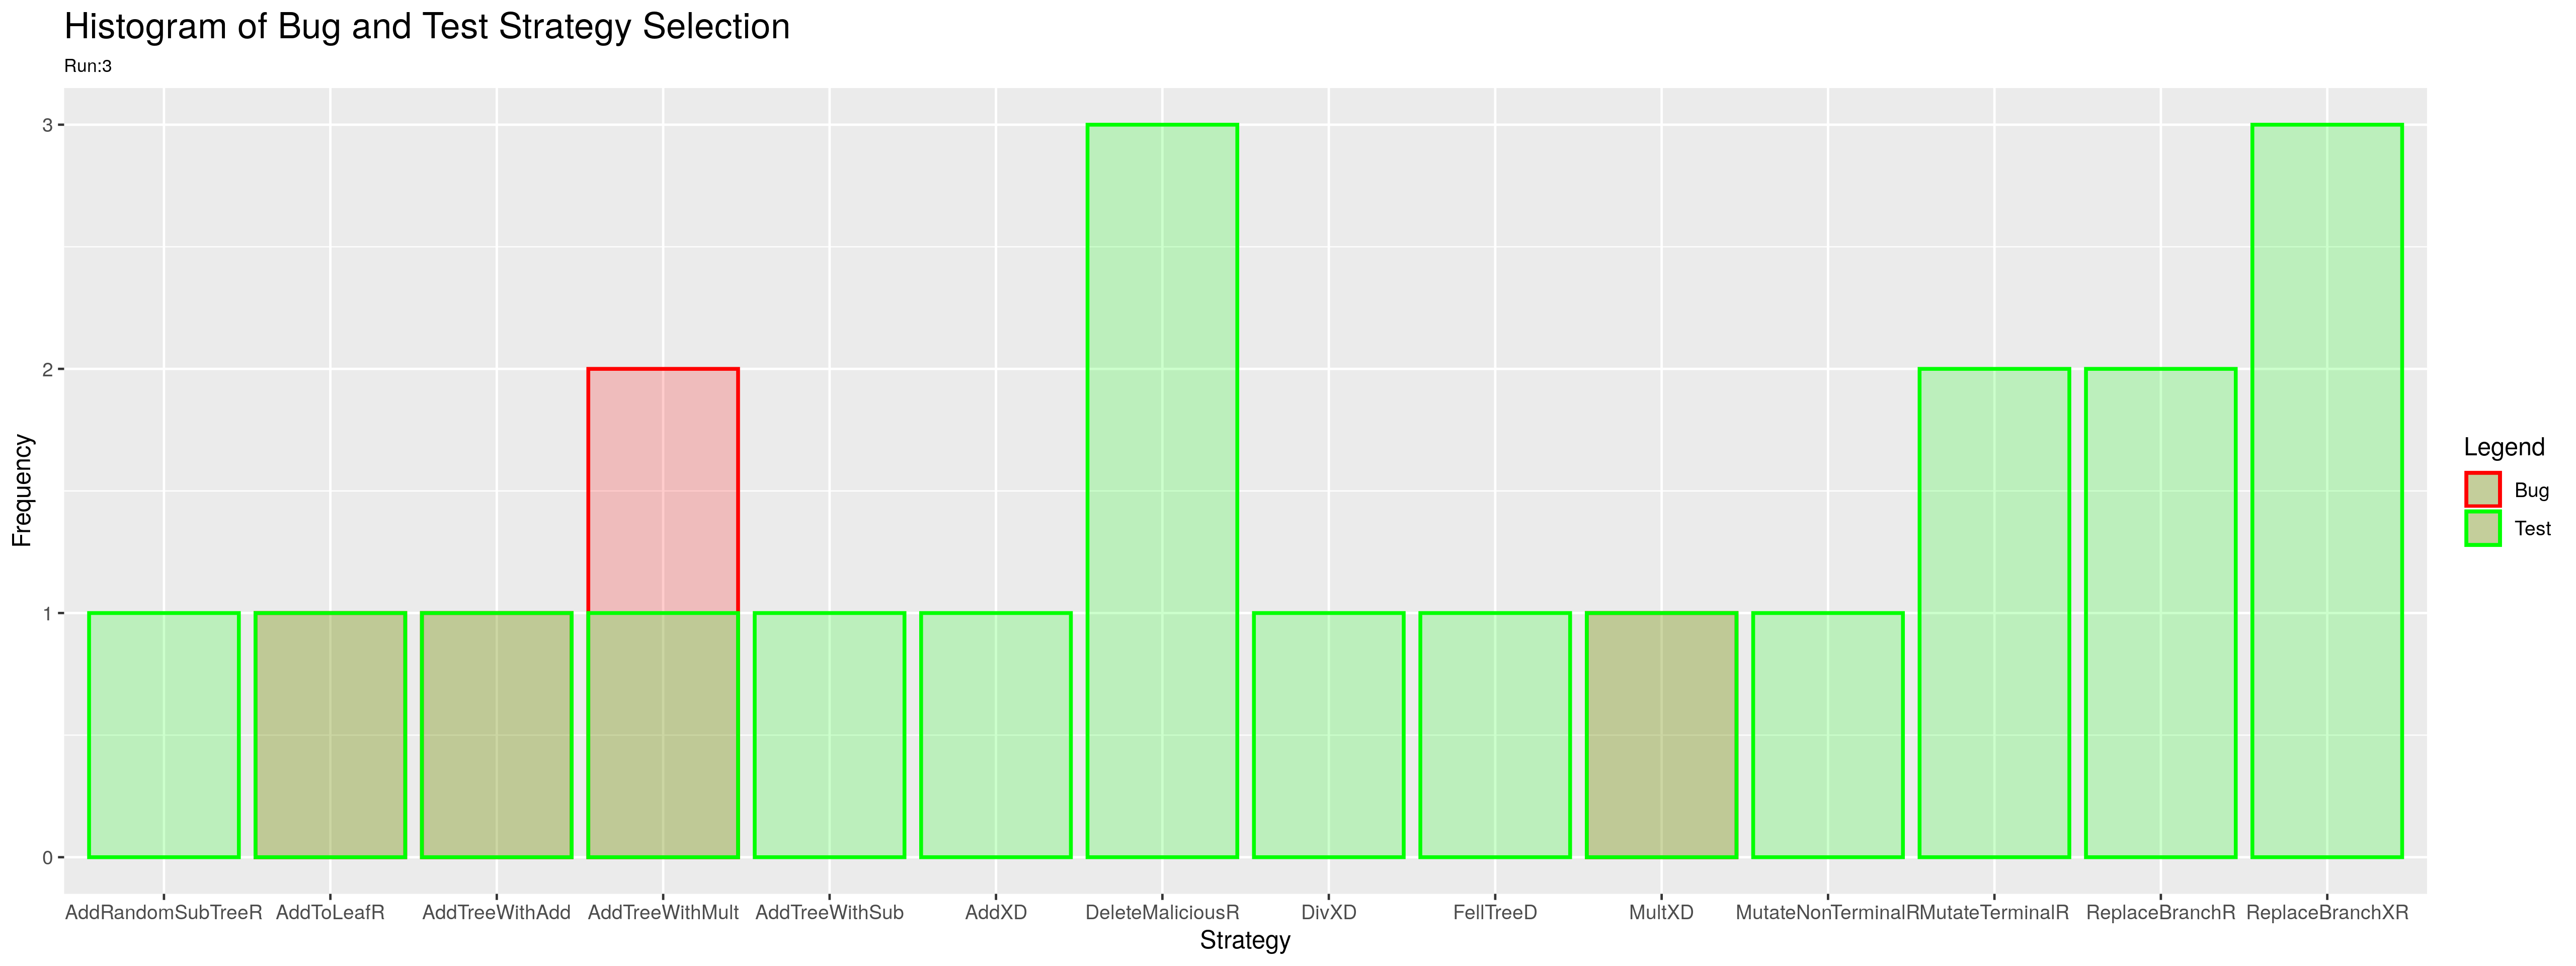 Histogram of Bug and Test Strategy Selection
Run:3
3
2
1
0
Frequency
AddRandomSubTreeR AddToLeafR AddTreeWithAdd AddTreeWithMult AddTreeWithSub AddXD DeleteMaliciousR DivXD FellTreeD MultXD MutateNonTerminalR MutateTerminalR ReplaceBranchR ReplaceBranchXR
Strategy
Legend
Bug
Test